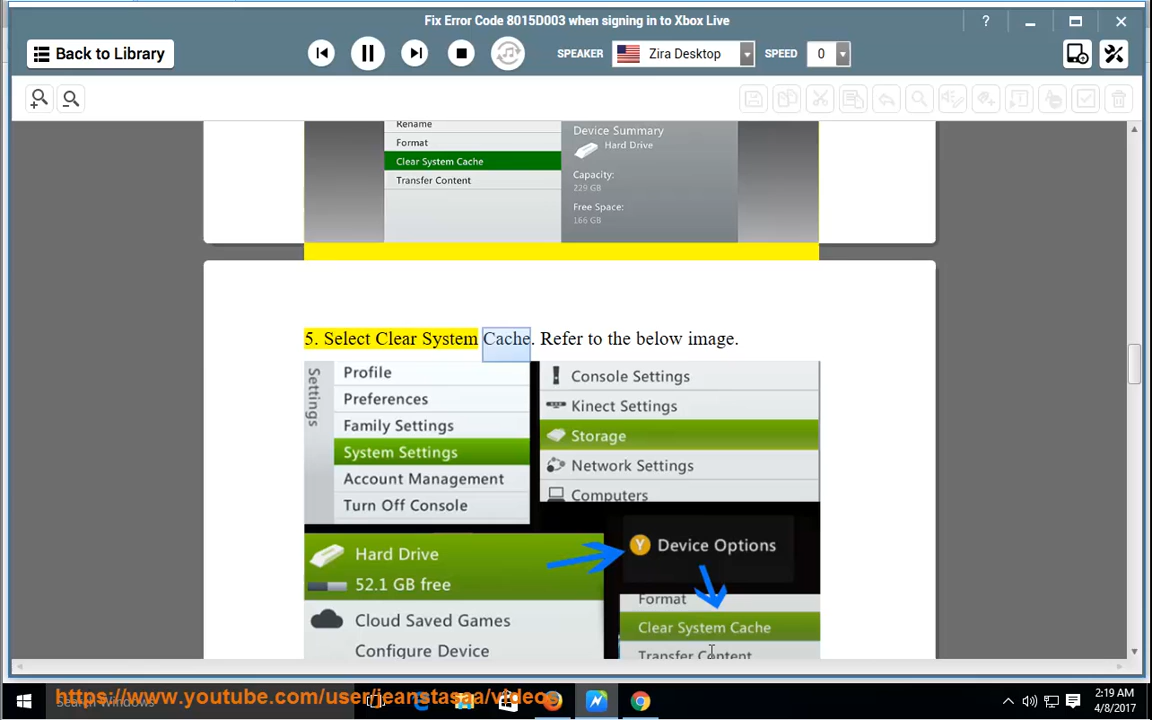 Fix Error Code 8015D003 when signing in to Xbox Live
?
Back to Library
SPEAKER
Zira Desktop
SPEED
0
Rename
Format
Clear System Cache
Transfer Content
Device Summary
Hard Drive
Capacity:
229 GB
Free Space:
166 GB
5. Select Clear System Cache. Refer to the below image.
Settings
Profile
Preferences
Family Settings
System Settings
Account Management
Turn Off Console
Console Settings
Kinect Settings
Storage
Network Settings
Computers
Hard Drive
52.1 GB free
Cloud Saved Games
Configure Device
Y Device Options
Format
Clear System Cache
Transfer Content
Search Windows
https://www.youtube.com/user/jeanstasaa/videos
2:19 AM
4/8/2017